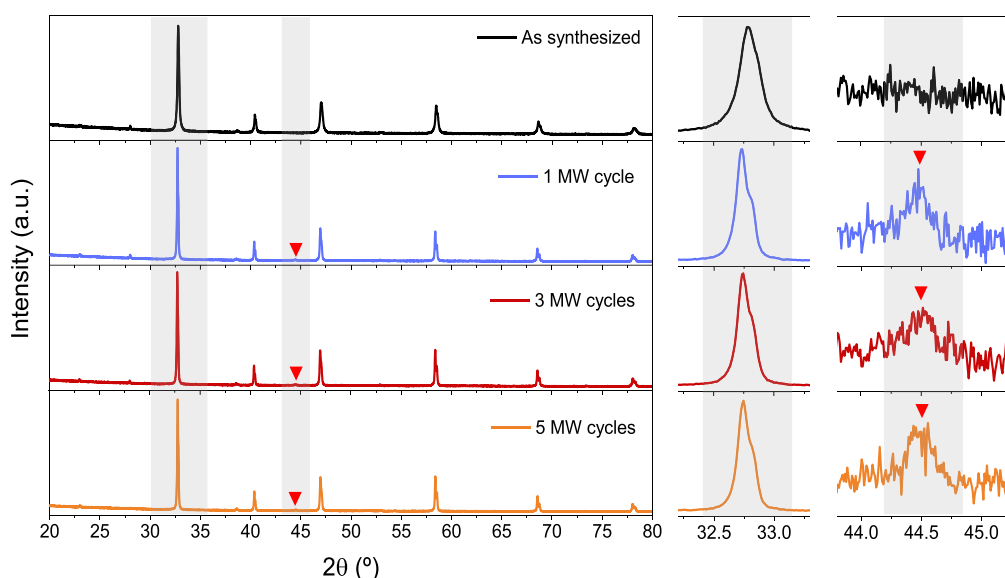 As synthesized
1 MW cycle
3 MW cycles
5 MW cycles
Intensity (a.u.)
20 25 30 35 40 45 50 55 60 65 70 75 80
32.5 33.0
44.0 44.5 45.0
2θ (º)